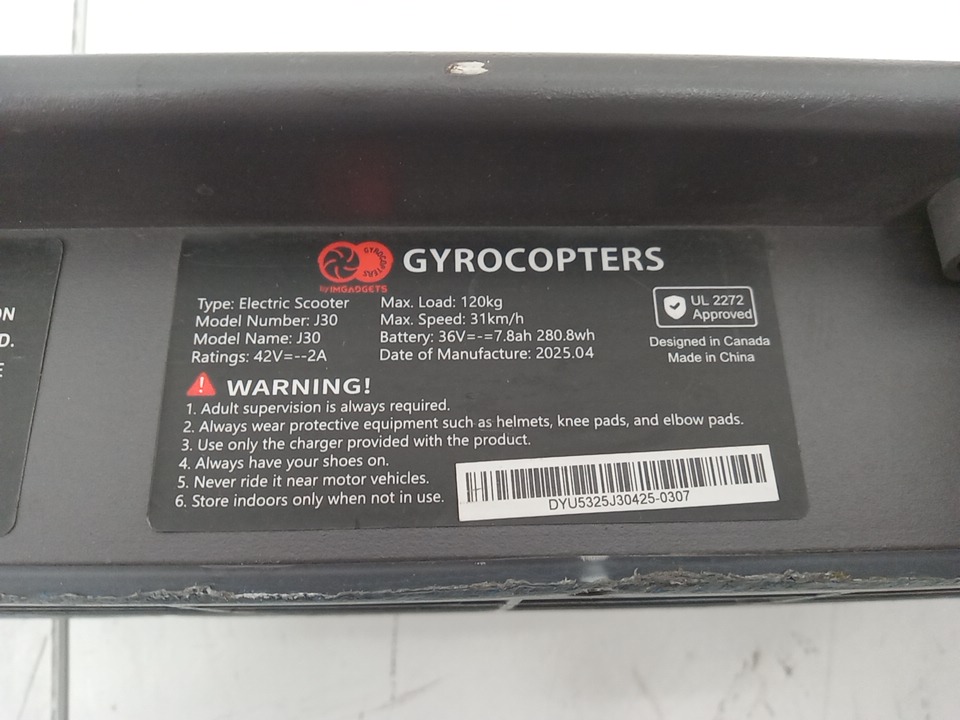 ON
D.
E
GYROCOPTERS
GYROCOPTERS
by IMGADGETS
Type: Electric Scooter
Model Number: J30
Model Name: J30
Ratings: 42V=--2A
Max. Load: 120kg
Max. Speed: 31km/h
Battery: 36V=-=7.8ah 280.8wh
Date of Manufacture: 2025.04
UL 2272
Approved
Designed in Canada
Made in China
WARNING!
1. Adult supervision is always required.
2. Always wear protective equipment such as helmets, knee pads, and elbow pads.
3. Use only the charger provided with the product.
4. Always have your shoes on.
5. Never ride it near motor vehicles.
6. Store indoors only when not in use.
DYU5325J30425-0307